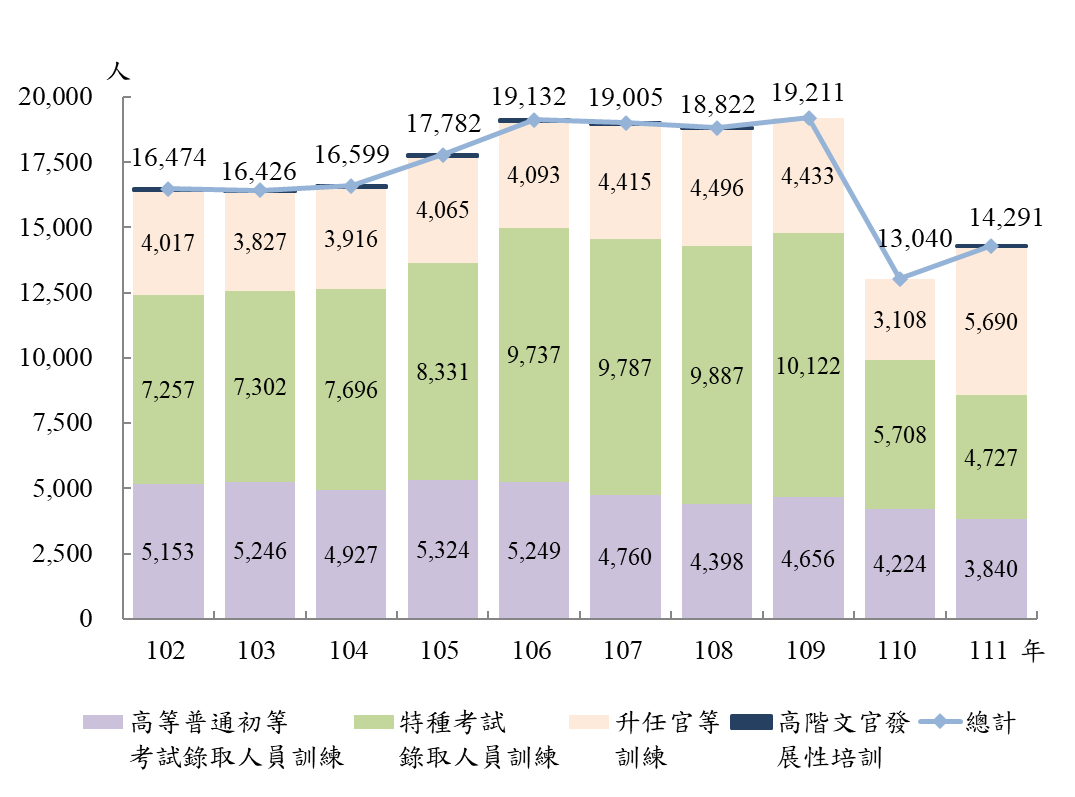 人
20,000
17,500
15,000
12,500
10,000
7,500
5,000
2,500
0
16,474 16,426 16,599 17,782 19,132 19,005 18,822 19,211 13,040 14,291
4,017 3,827 3,916 4,065 4,093 4,415 4,496 4,433 3,108 5,690
7,257 7,302 7,696 8,331 9,737 9,787 9,887 10,122 5,708 4,727
5,153 5,246 4,927 5,324 5,249 4,760 4,398 4,656 4,224 3,840
102 103 104 105 106 107 108 109 110 111 年
高等普通初等
考試錄取人員訓練
特種考試
錄取人員訓練
升任官等
訓練
高階文官發
展性培訓
總計